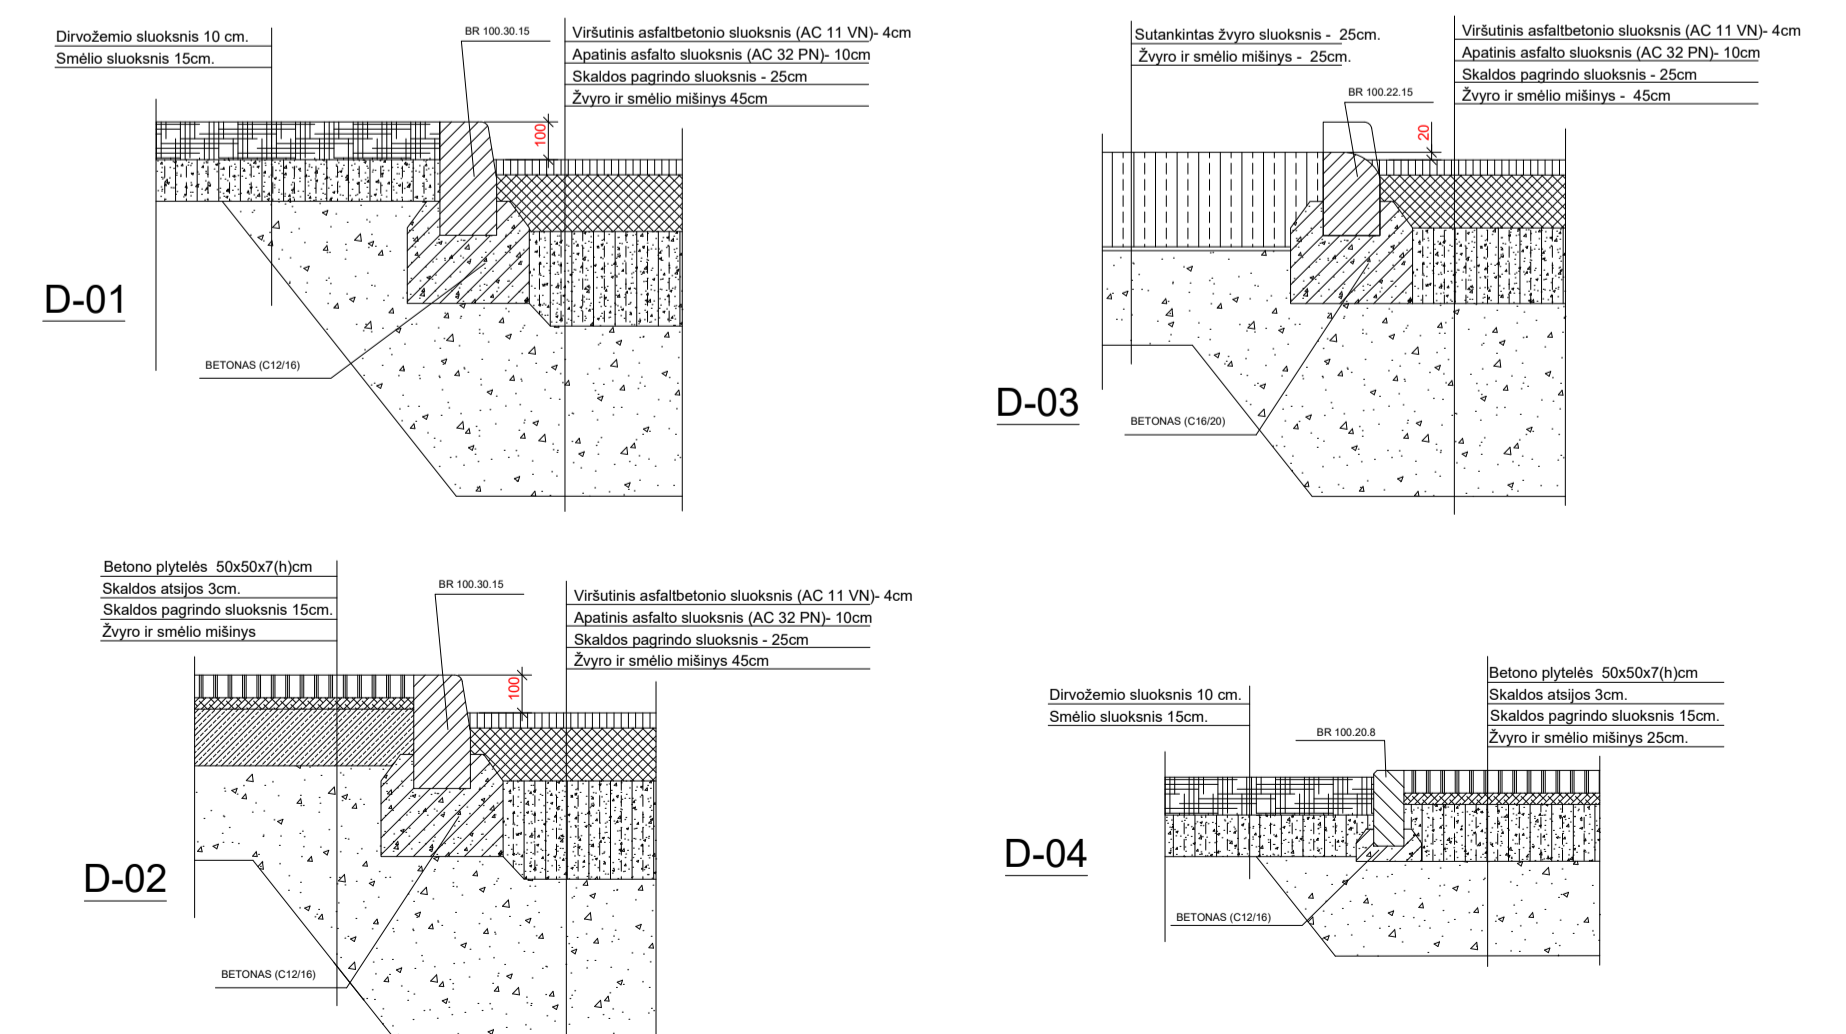 Dirvožemio sluoksnis 10 cm.
Smėlio sluoksnis 15cm.
BR 100.30.15
Viršutinis asfaltbetonio sluoksnis (AC 11 VN)- 4cm
Apatinis asfalto sluoksnis (AC 32 PN)- 10cm
Skaldos pagrindo sluoksnis - 25cm
Žvyro ir smėlio mišinys 45cm
100
D-01
BETONAS (C12/16)
Sutankintas žvyro sluoksnis - 25cm.
Žvyro ir smėlio mišinys - 25cm.
BR 100.22.15
Viršutinis asfaltbetonio sluoksnis (AC 11 VN)- 4cm
Apatinis asfalto sluoksnis (AC 32 PN)- 10cm
Skaldos pagrindo sluoksnis - 25cm
Žvyro ir smėlio mišinys - 45cm
20
D-03
BETONAS (C16/20)
Betono plytelės 50x50x7(h)cm
Skaldos atsijos 3cm.
Skaldos pagrindo sluoksnis 15cm.
Žvyro ir smėlio mišinys
BR 100.30.15
Viršutinis asfaltbetonio sluoksnis (AC 11 VN)- 4cm
Apatinis asfalto sluoksnis (AC 32 PN)- 10cm
Skaldos pagrindo sluoksnis - 25cm
Žvyro ir smėlio mišinys 45cm
100
D-02
BETONAS (C12/16)
Dirvožemio sluoksnis 10 cm.
Smėlio sluoksnis 15cm.
BR 100.20.8
Betono plytelės 50x50x7(h)cm
Skaldos atsijos 3cm.
Skaldos pagrindo sluoksnis 15cm.
Žvyro ir smėlio mišinys 25cm.
D-04
BETONAS (C12/16)